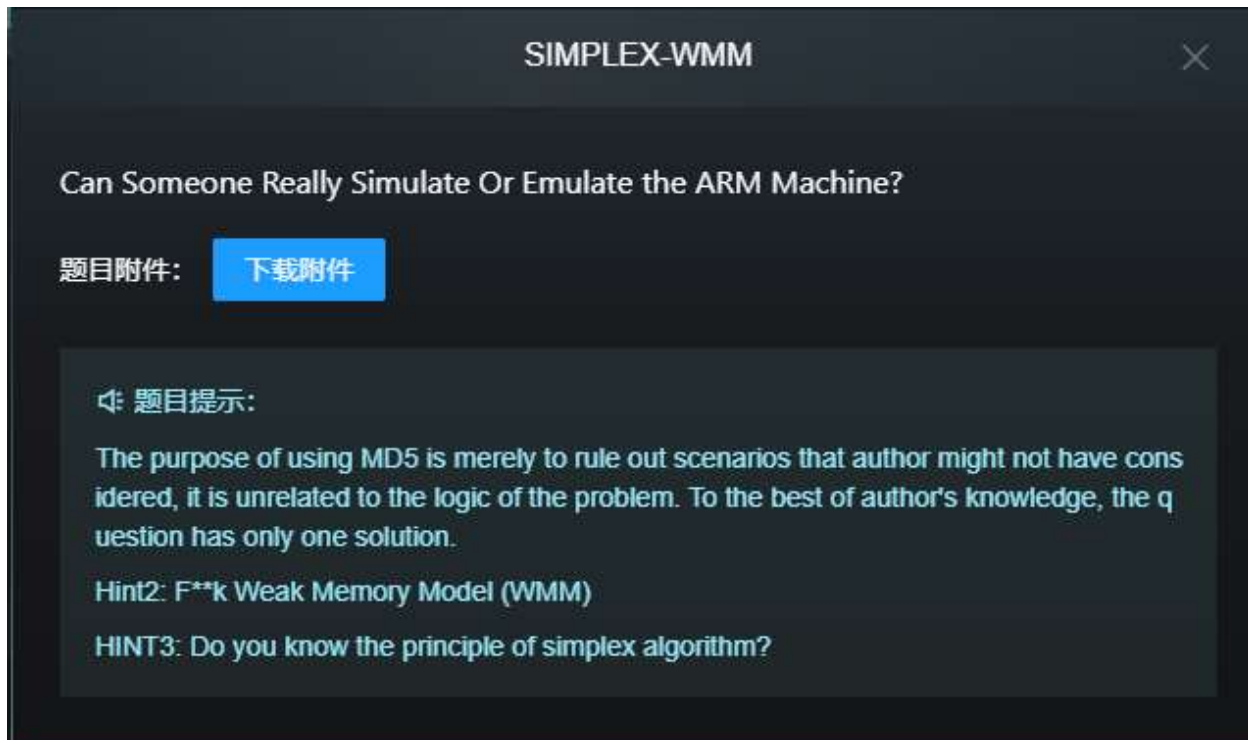 SIMPLEX-WMM
Can Someone Really Simulate Or Emulate the ARM Machine?
题目附件： 下载附件
题目提示：
The purpose of using MD5 is merely to rule out scenarios that author might not have cons
idered, it is unrelated to the logic of the problem. To the best of author's knowledge, the q
uestion has only one solution.
Hint2: F**k Weak Memory Model (WMM)
HINT3: Do you know the principle of simplex algorithm?